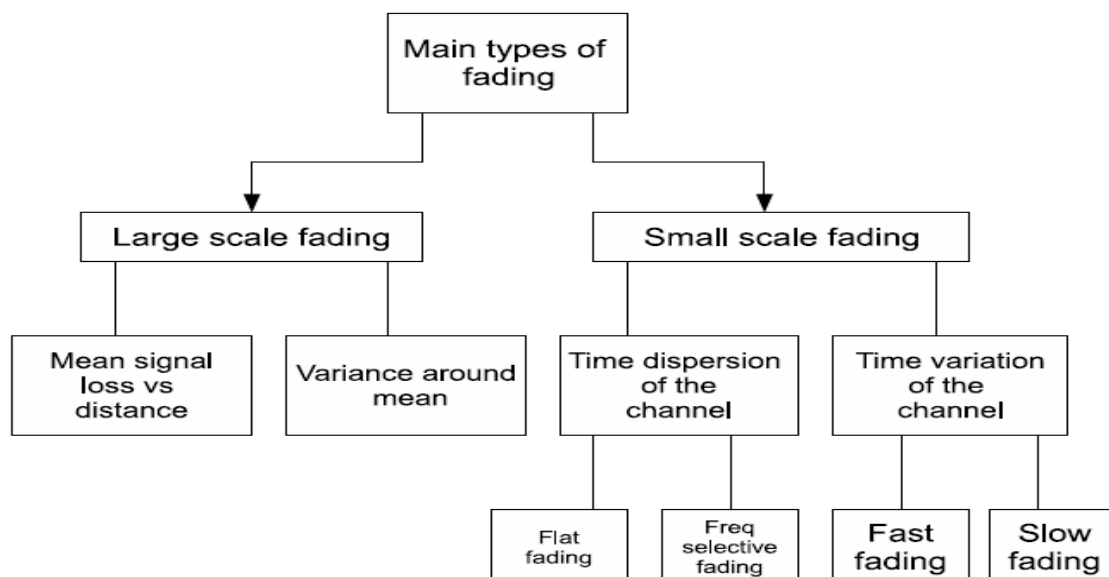 Main types of
fading
Large scale fading
Small scale fading
Mean signal
loss vs
distance
Variance around
mean
Time dispersion
of the
channel
Time variation
of the
channel
Flat
fading
Freq
selective
fading
Fast
fading
Slow
fading